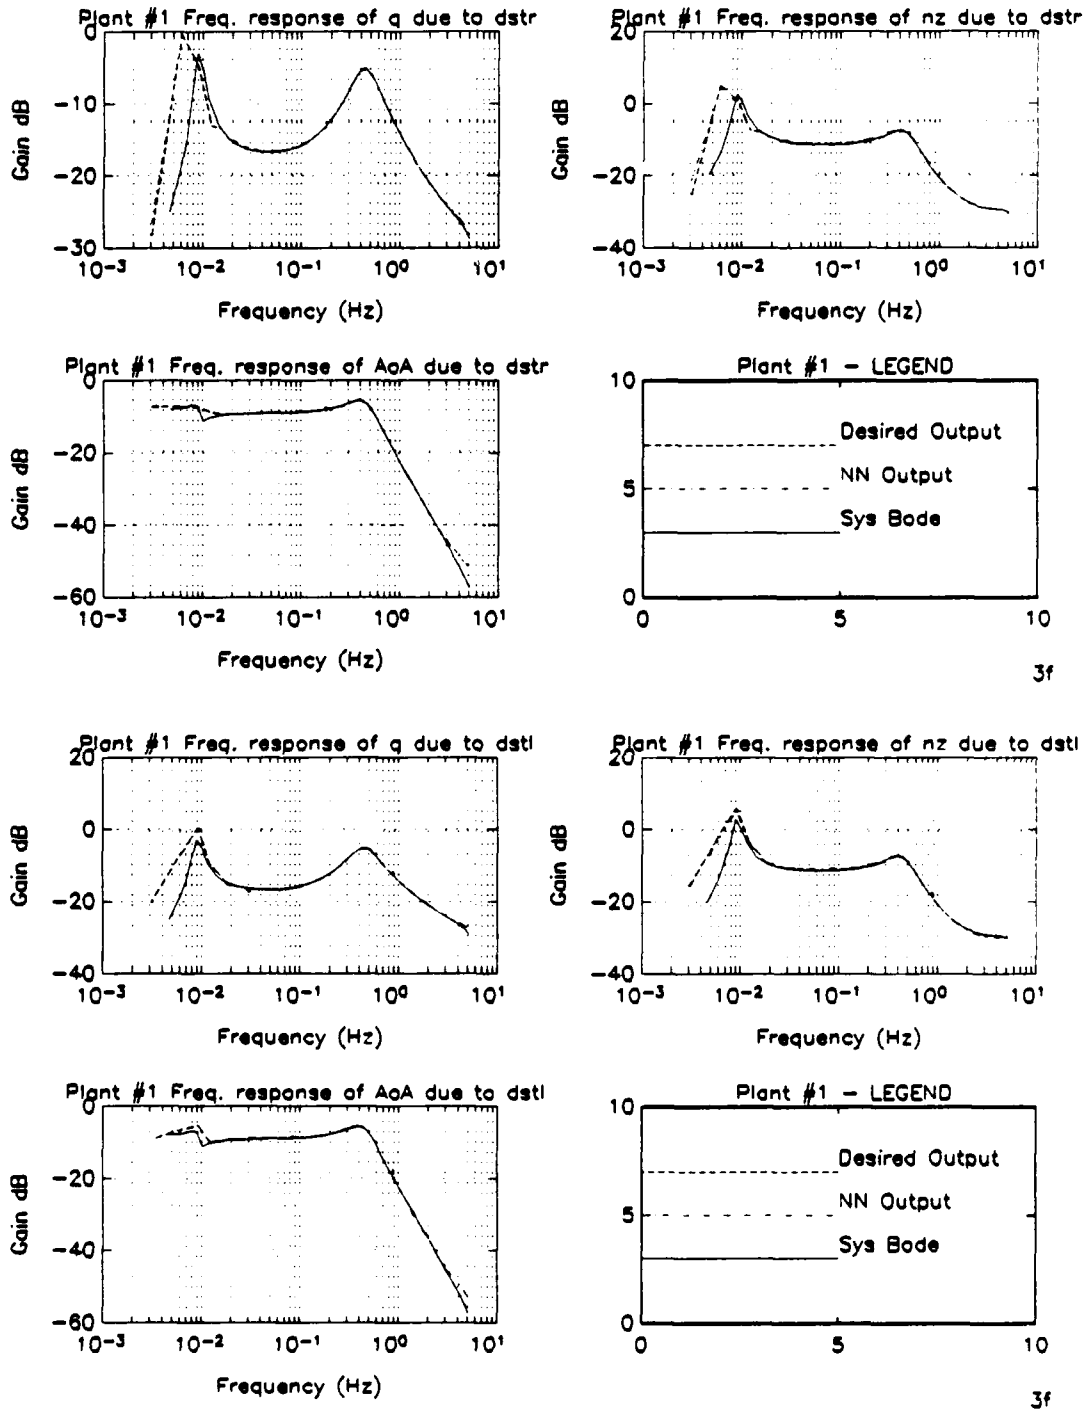 Plant #1 Freq. response of q due to dstr
Gain dB
0
−10
−20
−30
10−3 10−2 10−1 10⁰ 10¹
Frequency (Hz)
Plant #1 Freq. response of nz due to dstr
Gain dB
20
0
−20
−40
10−3 10−2 10−1 10⁰ 10¹
Frequency (Hz)
Plant #1 Freq. response of AoA due to dstr
Gain dB
0
−20
−40
−60
10−3 10−2 10−1 10⁰ 10¹
Frequency (Hz)
Plant #1 − LEGEND
10
5
0
Desired Output
NN Output
Sys Bode
0 5 10
3f
Plant #1 Freq. response of q due to dstl
Gain dB
20
0
−20
−40
10−3 10−2 10−1 10⁰ 10¹
Frequency (Hz)
Plant #1 Freq. response of nz due to dstl
Gain dB
20
0
−20
−40
10−3 10−2 10−1 10⁰ 10¹
Frequency (Hz)
Plant #1 Freq. response of AoA due to dstl
Gain dB
0
−20
−40
−60
10−3 10−2 10−1 10⁰ 10¹
Frequency (Hz)
Plant #1 − LEGEND
10
5
0
Desired Output
NN Output
Sys Bode
0 5 10
3f